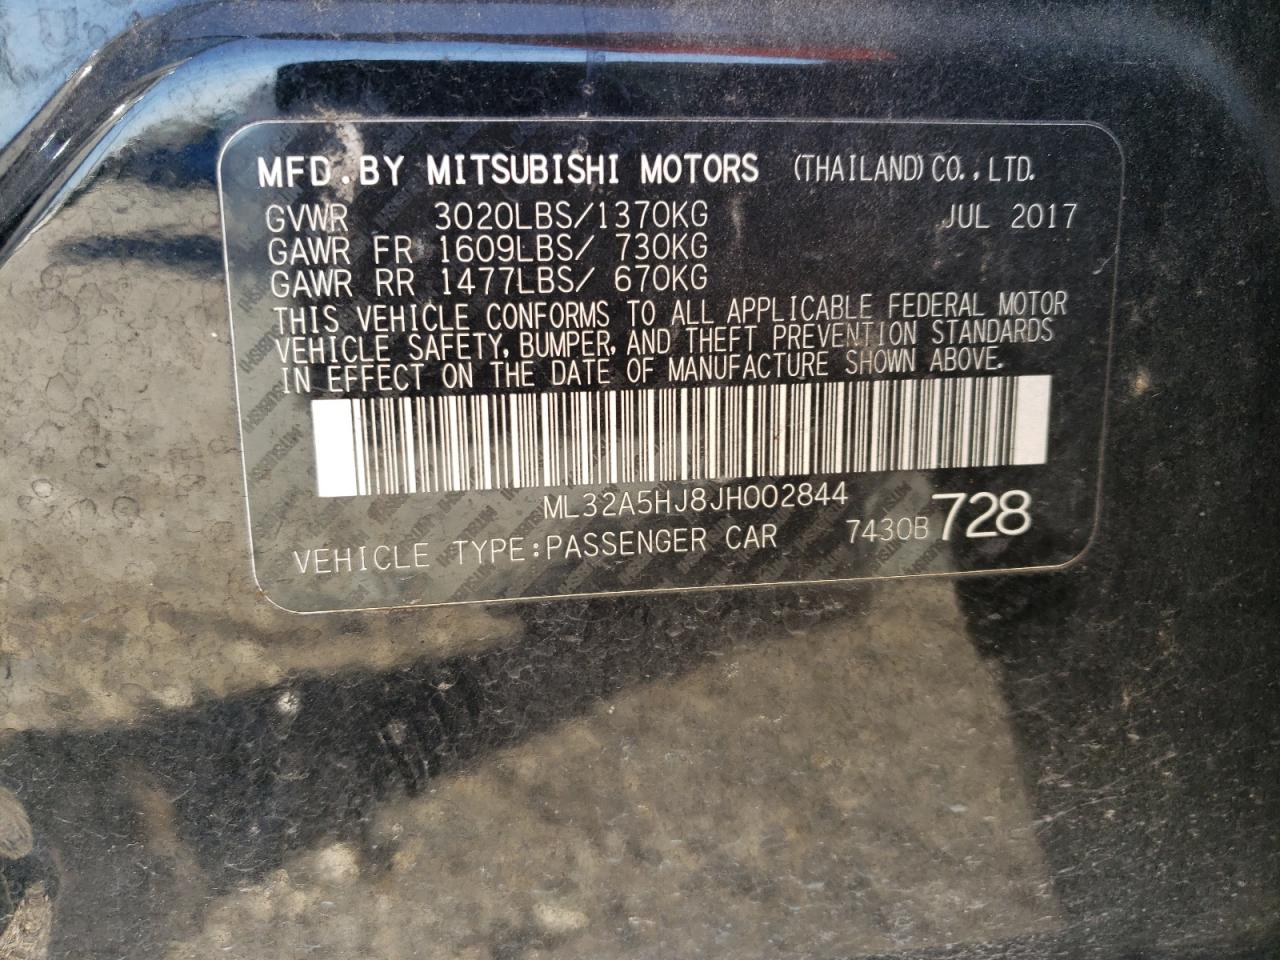 MFD.BY MITSUBISHI MOTORS (THAILAND) CO.,LTD.
GVWR 3020LBS/1370KG JUL 2017
GAWR FR 1609LBS/ 730KG
GAWR RR 1477LBS/ 670KG
THIS VEHICLE CONFORMS TO ALL APPLICABLE FEDERAL MOTOR
VEHICLE SAFETY, BUMPER, AND THEFT PREVENTION STANDARDS
IN EFFECT ON THE DATE OF MANUFACTURE SHOWN ABOVE.
ML32A5HJ8JH002844
VEHICLE TYPE:PASSENGER CAR 7430B 728